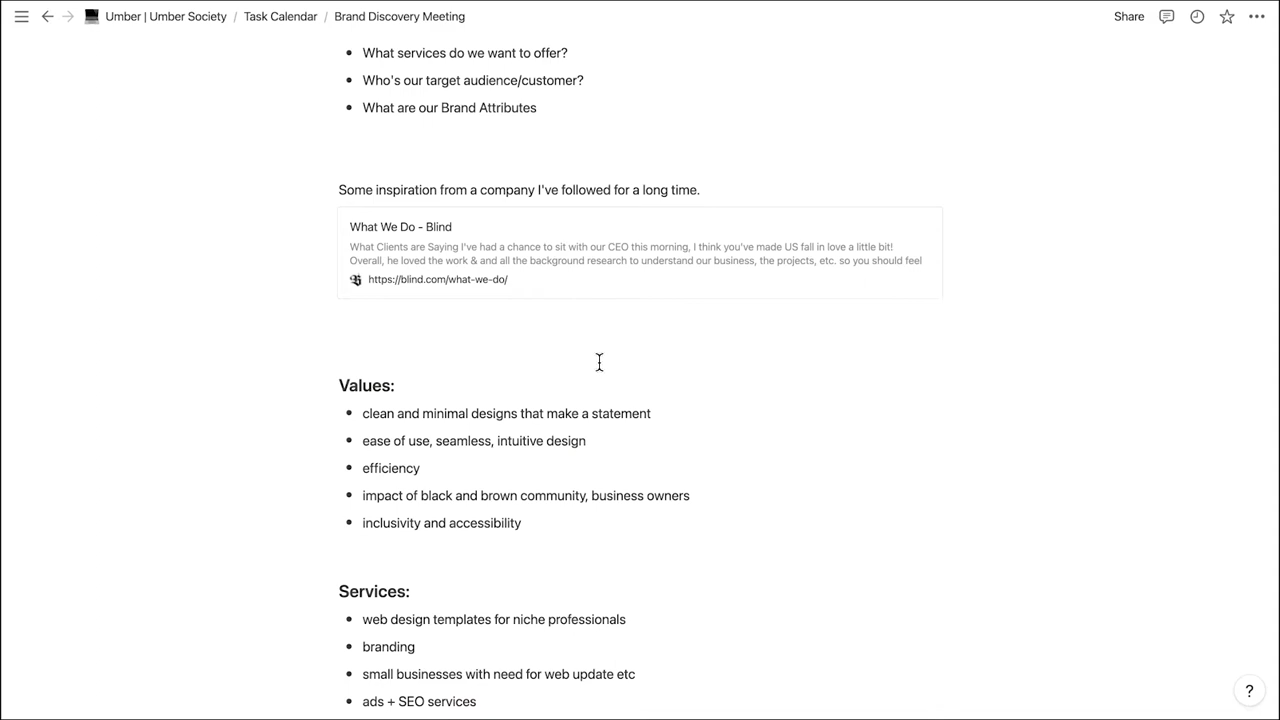 Umber | Umber Society / Task Calendar / Brand Discovery Meeting Share
What services do we want to offer?
Who's our target audience/customer?
What are our Brand Attributes
Some inspiration from a company I've followed for a long time.
What We Do - Blind
What Clients are Saying I've had a chance to sit with our CEO this morning, I think you've made US fall in love a little bit!
Overall, he loved the work & and all the background research to understand our business, the projects, etc. so you should feel
https://blind.com/what-we-do/
Values:
clean and minimal designs that make a statement
ease of use, seamless, intuitive design
efficiency
impact of black and brown community, business owners
inclusivity and accessibility
Services:
web design templates for niche professionals
branding
small businesses with need for web update etc
ads + SEO services
?